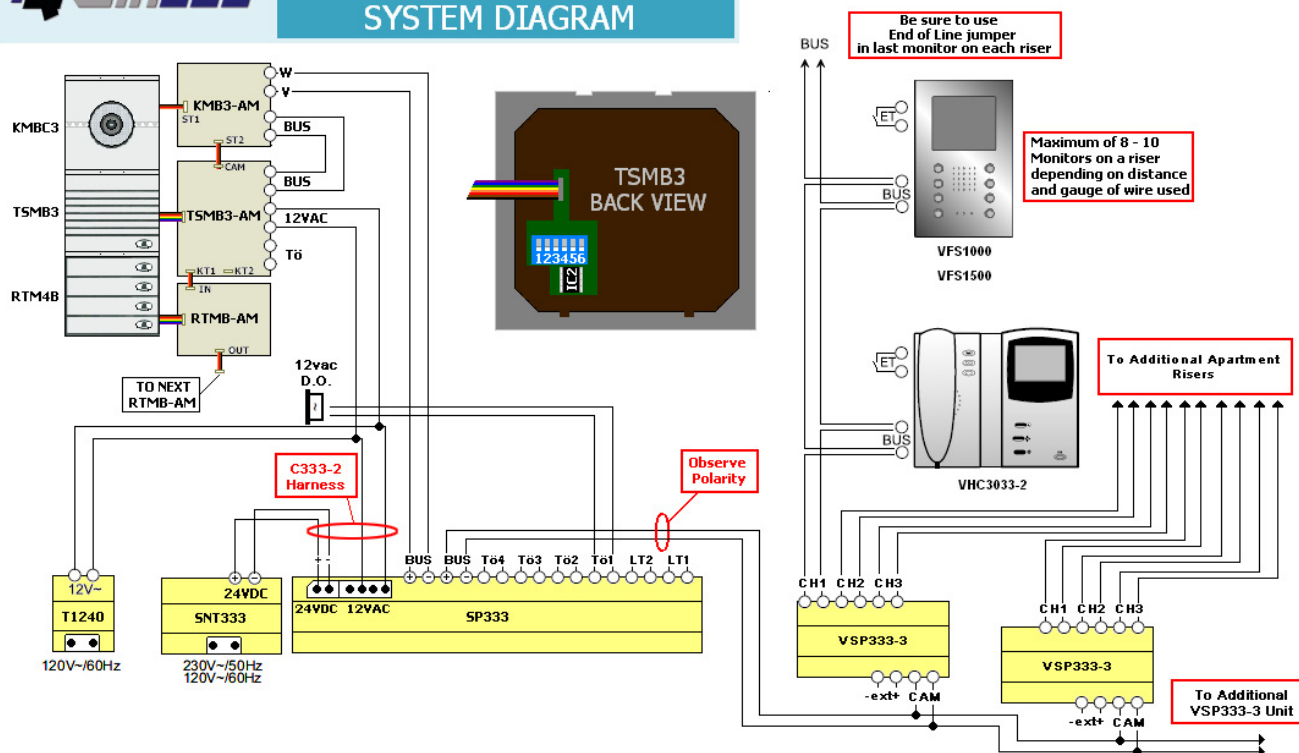 SYSTEM DIAGRAM
Be sure to use
End of Line jumper
in last monitor on each riser
BUS
W
V
KMB3-AM
ST1
BUS
KMBC3
ST2
CAM
BUS
TSMB3
TSMB3-AM
12VAC
Tö
KT1
KT2
IN
RTM4B
RTMB-AM
OUT
TO NEXT
RTMB-AM
TSMB3
BACK VIEW
123456
IC2
ET
Maximum of 8 - 10
Monitors on a riser
depending on distance
and gauge of wire used
BUS
VFS1000
VFS1500
12vac
D.O.
ET
To Additional Apartment
Risers
BUS
VHC3033-2
C333-2
Harness
Observe
Polarity
+ -
BUS BUS Tö4 Tö3 Tö2 Tö1 LT2 LT1
+ - + -
12V~
T1240
120V~/60Hz
+ -
24VDC
SNT333
230V~/50Hz
120V~/60Hz
24VDC 12VAC
SP333
CH1 CH2 CH3
VSP333-3
-ext+ CAM
CH1 CH2 CH3
VSP333-3
-ext+ CAM
To Additional
VSP333-3 Unit